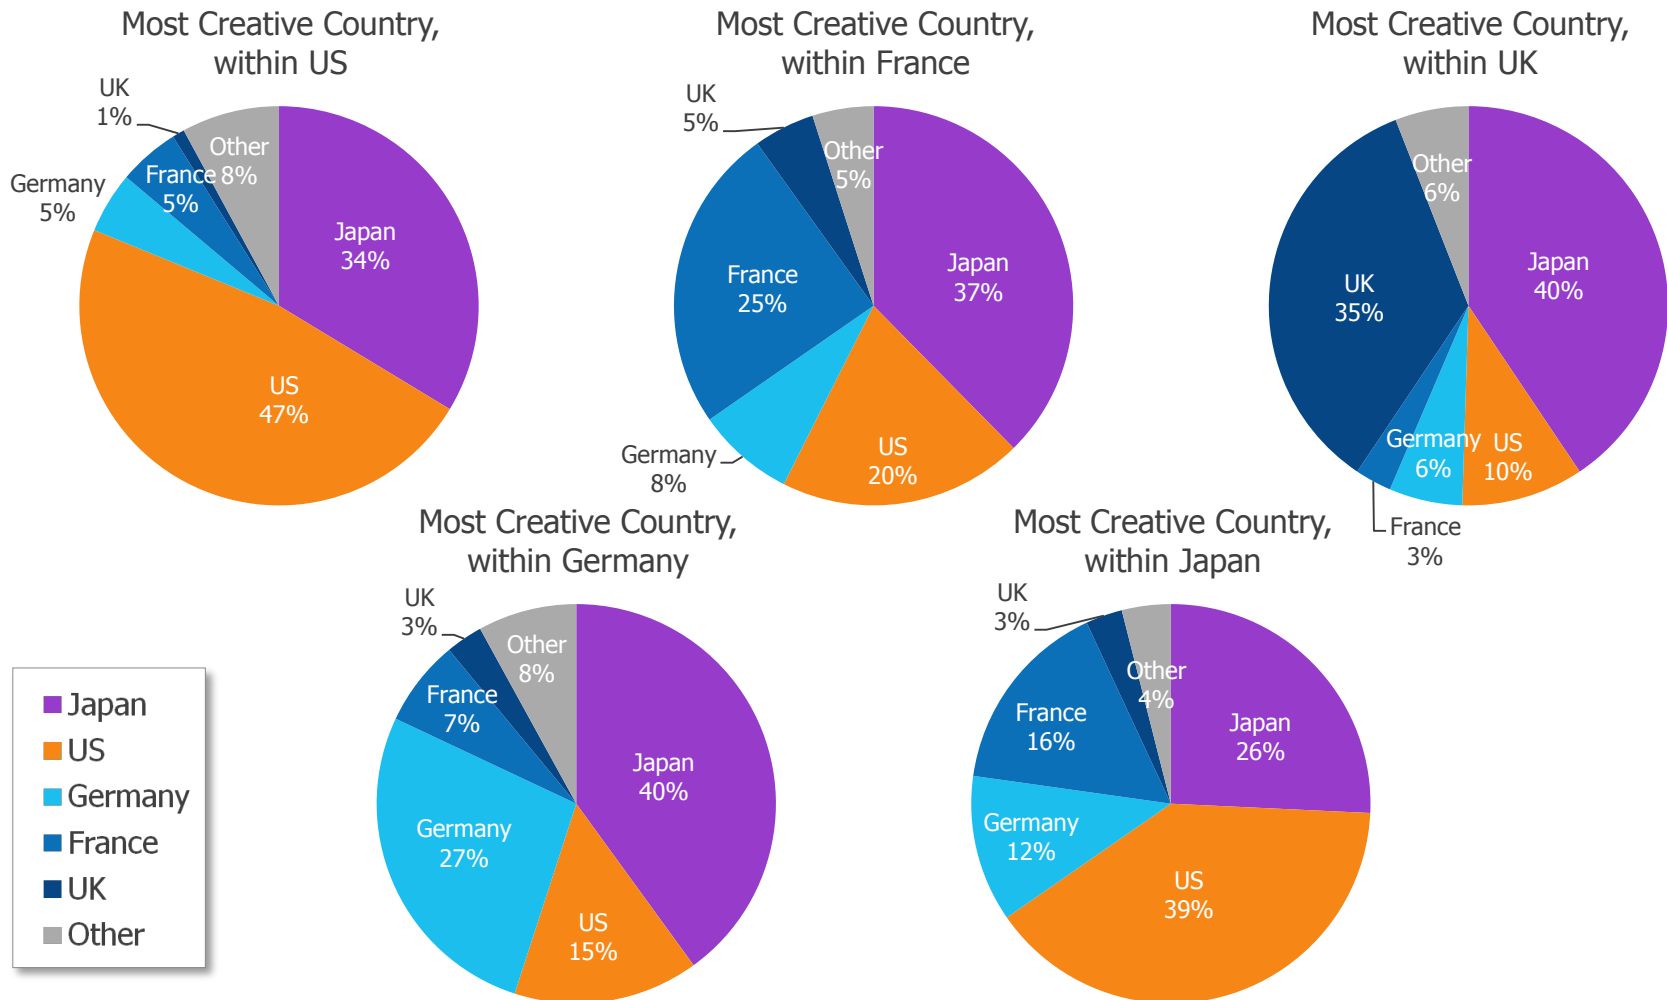 Most Creative Country,
within US
UK
1%
Other
8%
France
5%
Germany
5%
Japan
34%
US
47%
Most Creative Country,
within France
UK
5%
Other
5%
Japan
37%
France
25%
Germany
8%
US
20%
Most Creative Country,
within UK
Other
6%
Japan
40%
UK
35%
Germany
6%
US
10%
France
3%
Most Creative Country,
within Germany
UK
3%
Other
8%
France
7%
Japan
40%
Germany
27%
US
15%
Most Creative Country,
within Japan
UK
3%
Other
4%
France
16%
Japan
26%
Germany
12%
US
39%
Japan
US
Germany
France
UK
Other